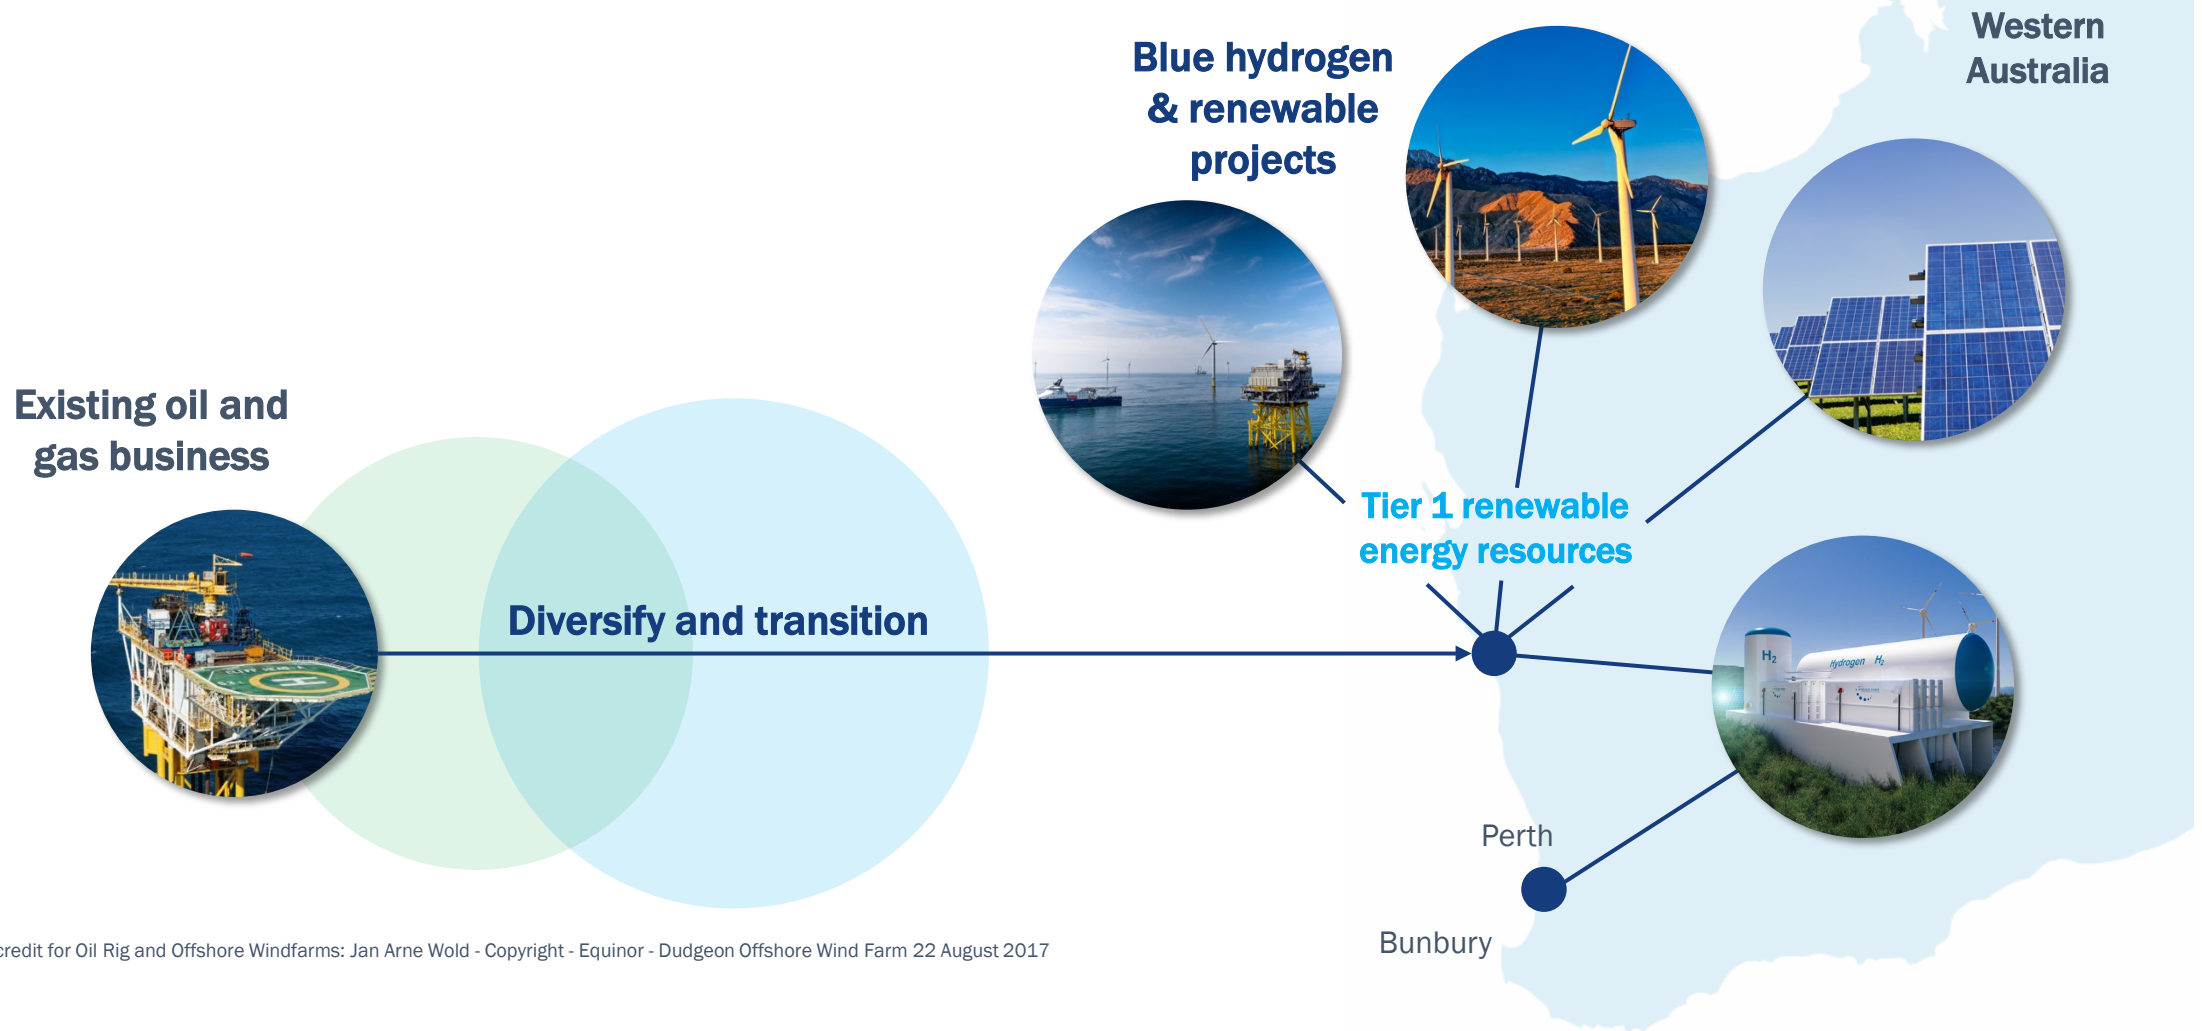 Western
Australia
Blue hydrogen
& renewable
projects
Existing oil and
gas business
Tier 1 renewable
energy resources
Diversify and transition
H2
Hydrogen H2
Perth
Bunbury
credit for Oil Rig and Offshore Windfarms: Jan Arne Wold - Copyright - Equinor - Dudgeon Offshore Wind Farm 22 August 2017